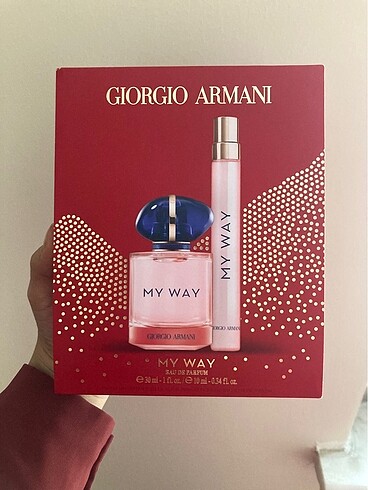 GIORGIO ARMANI
MY WAY
MY WAY
GIORGIO ARMANI
GIORGIO ARMANI
MY WAY
EAU DE PARFUM
℮ 30 ml - 1 fl. oz. / ℮ 10 ml - 0.34 fl. oz.